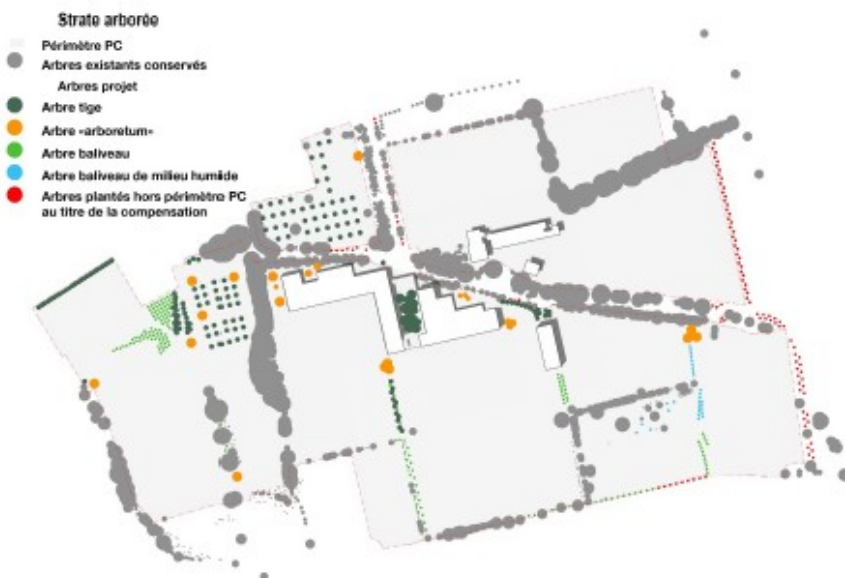 Strate arborée
Périmètre PC
Arbres existants conservés
Arbres projet
Arbre tige
Arbre «arboretum»
Arbre baliveau
Arbre baliveau de milieu humide
Arbres plantés hors périmètre PC
au titre de la compensation